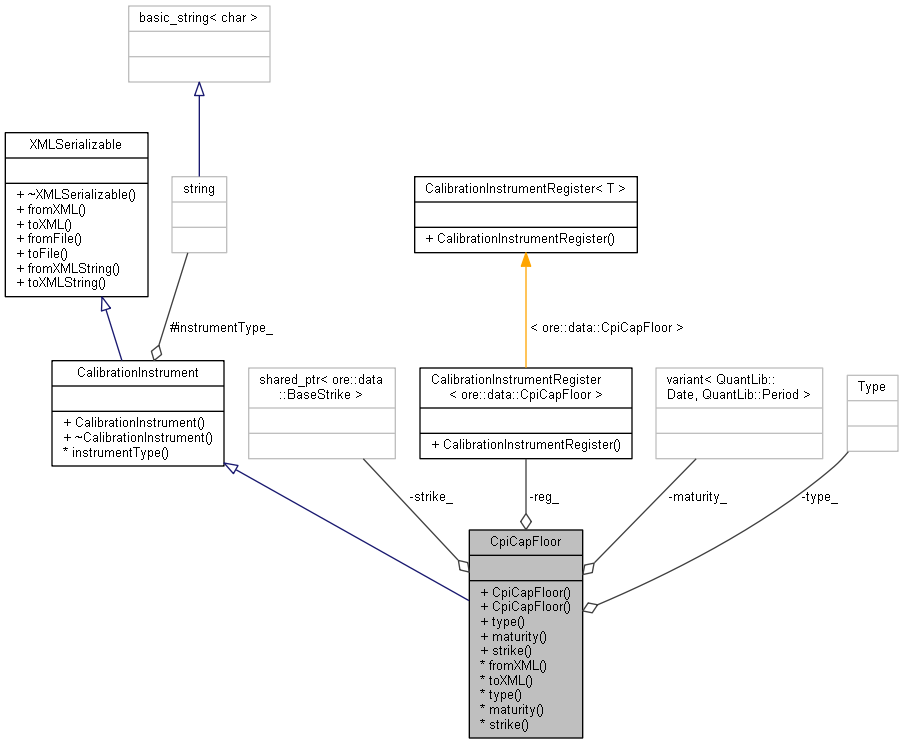 basic_string< char >
XMLSerializable
+ ~XMLSerializable()
+ fromXML()
+ toXML()
+ fromFile()
+ toFile()
+ fromXMLString()
+ toXMLString()
string
CalibrationInstrumentRegister< T >
+ CalibrationInstrumentRegister()
#instrumentType_
< ore::data::CpiCapFloor >
CalibrationInstrument
+ CalibrationInstrument()
+ ~CalibrationInstrument()
* instrumentType()
shared_ptr< ore::data
::BaseStrike >
CalibrationInstrumentRegister
< ore::data::CpiCapFloor >
+ CalibrationInstrumentRegister()
variant< QuantLib::
Date, QuantLib::Period >
Type
-strike_
-reg_
-maturity_
-type_
CpiCapFloor
+ CpiCapFloor()
+ CpiCapFloor()
+ type()
+ maturity()
+ strike()
* fromXML()
* toXML()
* type()
* maturity()
* strike()